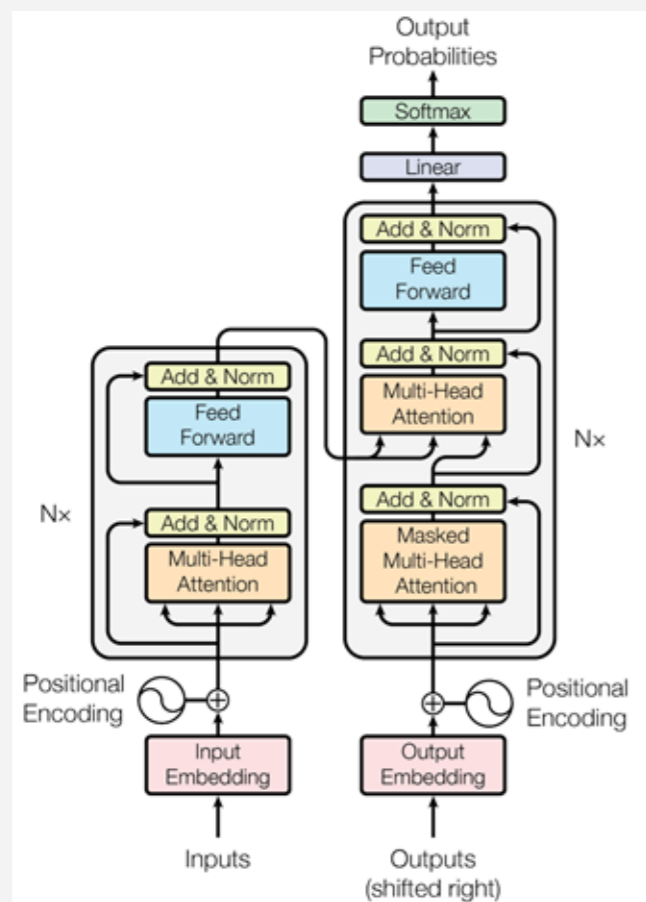 Output
Probabilities
Softmax
Linear
Add & Norm
Feed
Forward
Add & Norm
Multi-Head
Attention
Add & Norm
Masked
Multi-Head
Attention
Nx
Add & Norm
Feed
Forward
Add & Norm
Multi-Head
Attention
Nx
Positional
Encoding
Positional
Encoding
Input
Embedding
Output
Embedding
Inputs
Outputs
(shifted right)